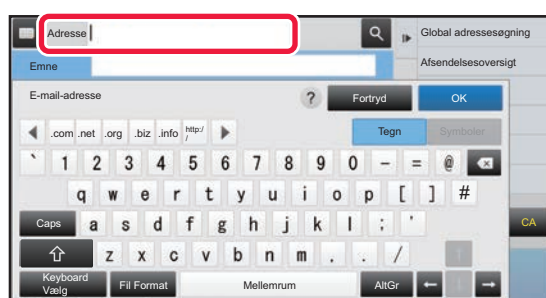 Adresse
Global adressesøgning
Emne
Afsendelsesoversigt
E-mail-adresse
? Fortryd OK
.com .net .org .biz .info http:/
/
Tegn Symboler
` 1 2 3 4 5 6 7 8 9 0 - = @
q w e r t y u i o p [ ] #
Caps a s d f g h j k l ; '
CA
z x c v b n m . . /
Keyboard
Vælg
Fil Format Mellemrum AltGr